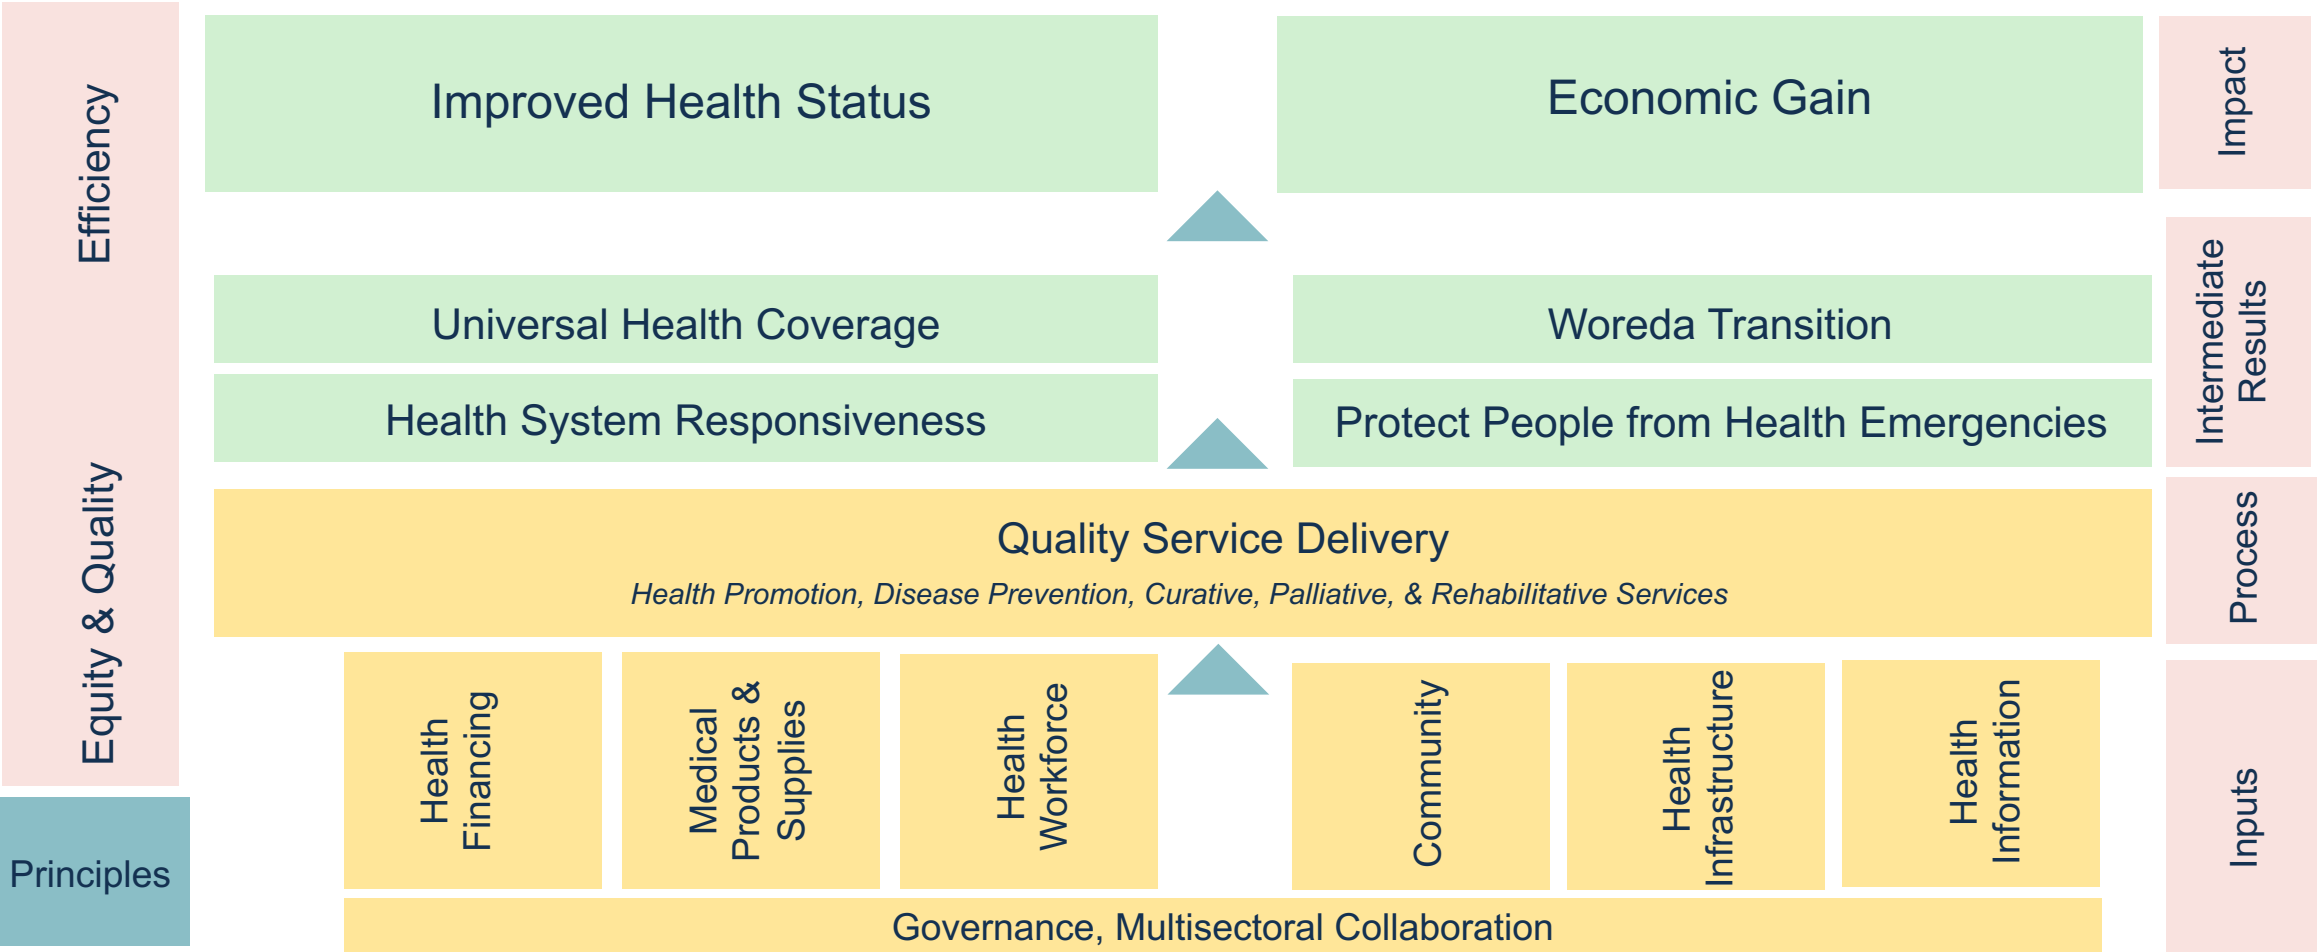 Efficiency
Equity & Quality
Principles
Improved Health Status
Economic Gain
Impact
Universal Health Coverage
Woreda Transition
Health System Responsiveness
Protect People from Health Emergencies
Intermediate
Results
Quality Service Delivery
Health Promotion, Disease Prevention, Curative, Palliative, & Rehabilitative Services
Process
Health
Financing
Medical
Products &
Supplies
Health
Workforce
Community
Health
Infrastructure
Health
Information
Inputs
Governance, Multisectoral Collaboration